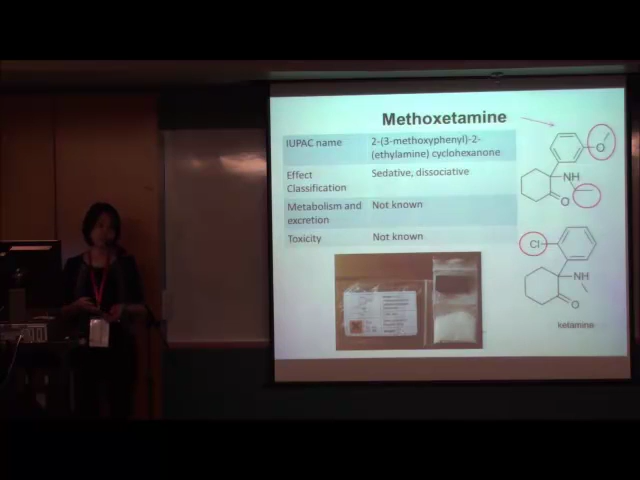 Methoxetamine
IUPAC name
2-(3-methoxyphenyl)-2-
(ethylamine) cyclohexanone
Effect
Classification
Sedative, dissociative
Metabolism and
excretion
Not known
Toxicity
Not known
O
NH
O
Cl
NH
O
ketamine